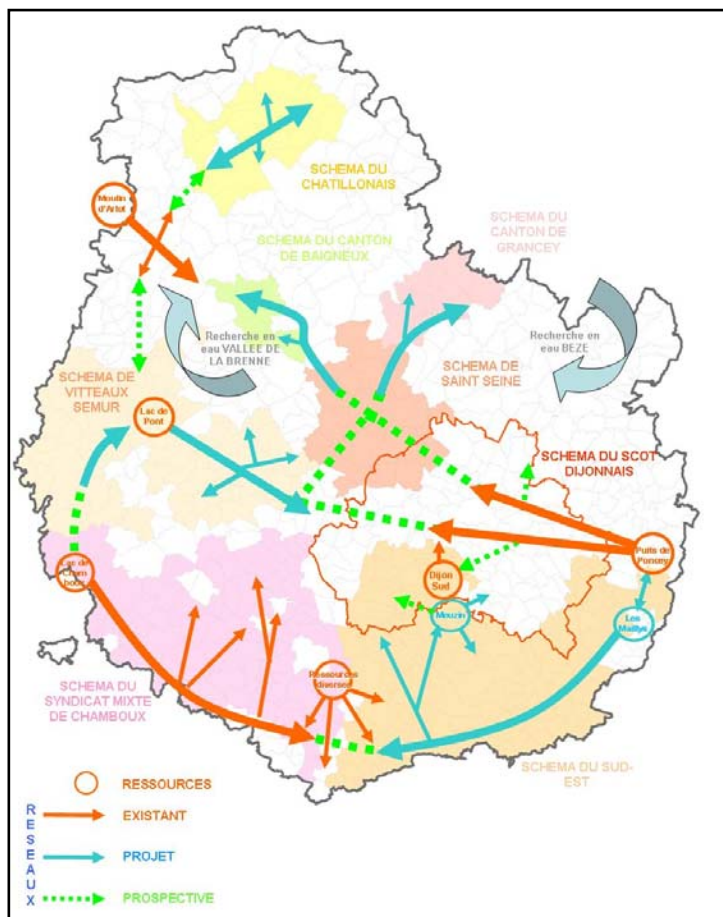 SCHEMA DU
CHATILLONAIS
Moulin
d'Arlot
SCHEMA DU
CANTON DE
GRANCEY
SCHEMA DU CANTON
DE BAIGNEUX
Recherche en
eau VALLEE DE
LA BRENNE
Recherche en
eau BEZE
SCHEMA DE
VITTEAUX
SEMUR
SCHEMA DE
SAINT SEINE
Lac de
Pont
SCHEMA DU SCOT
DIJONNAIS
Puits de
Lac de
Dijon
Sud
Mouzin
Les
Maillys
Ressources
diverses
SCHEMA DU
SYNDICAT MIXTE
DE CHAMBOUX
SCHEMA DU SUD-
EST
RESSOURCES
RESEAUX
EXISTANT
PROJET
PROSPECTIVE